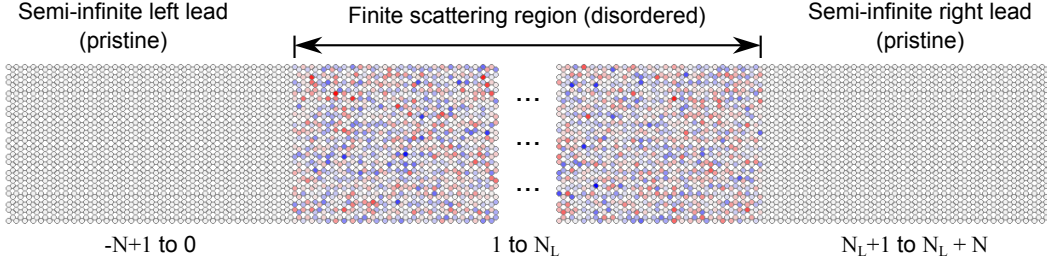 Semi-infinite left lead
(pristine)
Finite scattering region (disordered)
Semi-infinite right lead
(pristine)
...
...
...
-N+1 to 0
1 to N_L
N_L+1 to N_L + N